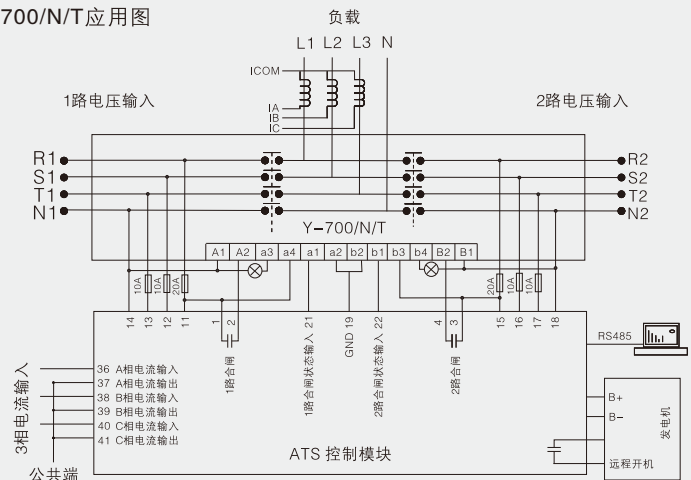 700/N/T应用图
负载
L1 L2 L3 N
ICOM
IA
IB
IC
1路电压输入
2路电压输入
R1
S1
T1
N1
R2
S2
T2
N2
Y-700/N/T
A1 A2 a3 a4 a1 a2 b2 b1 b3 b4 B2 B1
10A 10A 20A
20A 10A 10A
14 13 12 11 1 2
1路合闸
1路合闸状态输入 21
GND 19
2路合闸状态输入 22
4 3
2路合闸
15 16 17 18
RS485
3相电流输入
公共端
36 A相电流输入
37 A相电流输出
38 B相电流输入
39 B相电流输出
40 C相电流输入
41 C相电流输出
ATS 控制模块
B+
B-
发电机
远程开机